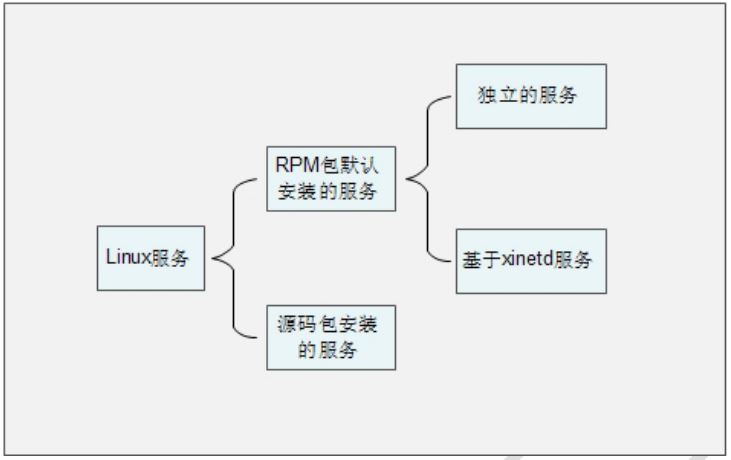 独立的服务
RPM包默认
安装的服务
Linux服务
基于xinetd服务
源码包安装
的服务